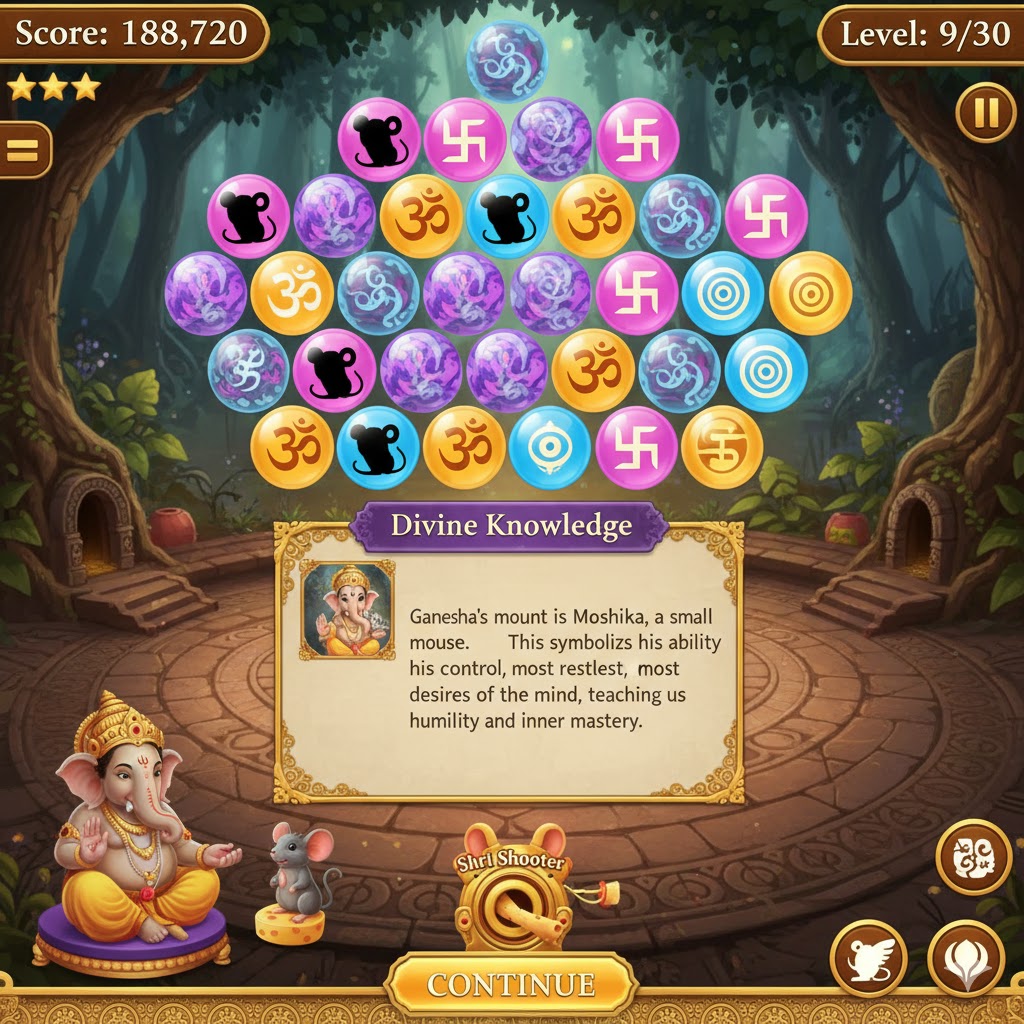 Score: 188,720
Level: 9/30
ॐ ॐ
ॐ
ॐ
ॐ ॐ
Divine Knowledge
Ganesha's mount is Moshika, a small
mouse. This symbolizs his ability
his control, most restlest, most
desires of the mind, teaching us
humility and inner mastery.
Shrl Shooter
CONTINUE